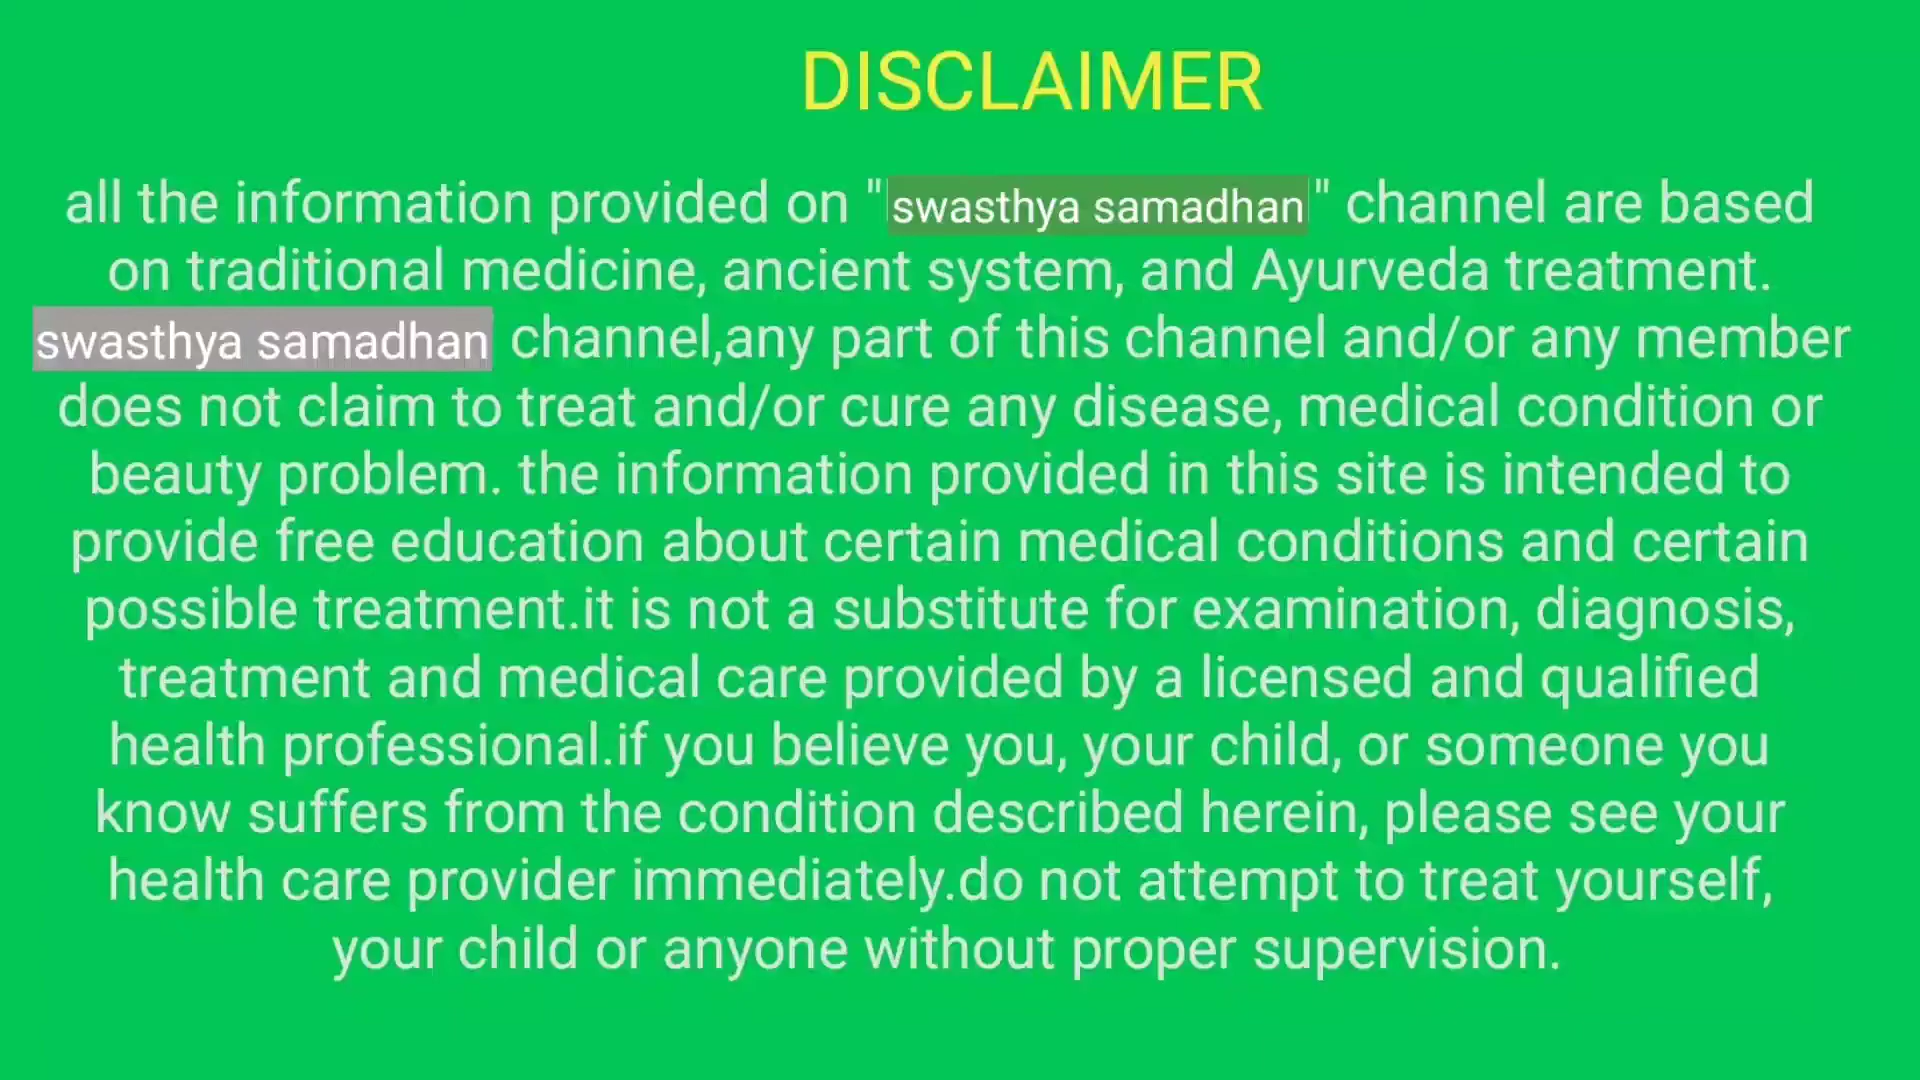 DISCLAIMER
all the information provided on "swasthya samadhan" channel are based
on traditional medicine, ancient system, and Ayurveda treatment.
swasthya samadhan channel,any part of this channel and/or any member
does not claim to treat and/or cure any disease, medical condition or
beauty problem. the information provided in this site is intended to
provide free education about certain medical conditions and certain
possible treatment.it is not a substitute for examination, diagnosis,
treatment and medical care provided by a licensed and qualified
health professional.if you believe you, your child, or someone you
know suffers from the condition described herein, please see your
health care provider immediately.do not attempt to treat yourself,
your child or anyone without proper supervision.